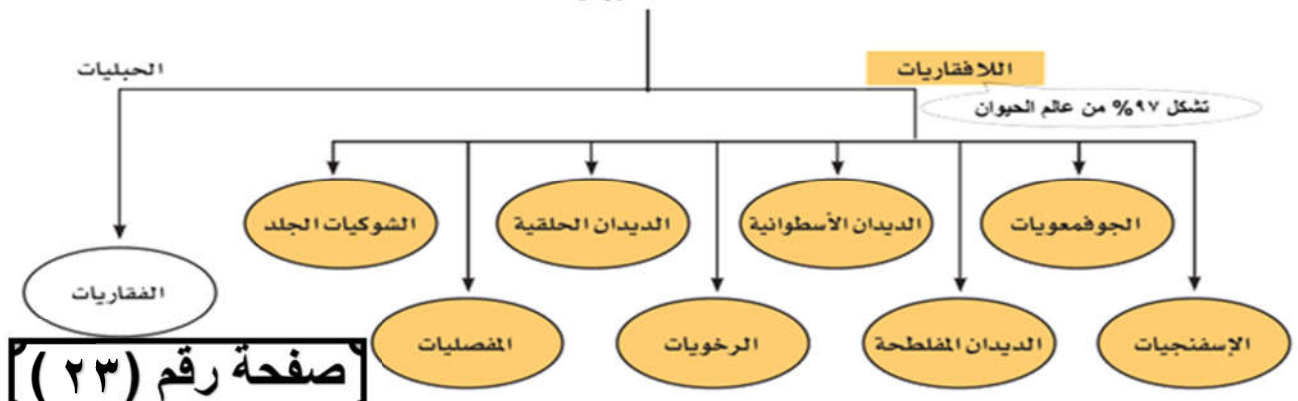 الحبليات
اللافقاريات
تشكل ٩٧% من عالم الحيوان
الشوكيات الجلد
الديدان الحلقية
الديدان الأسطوانية
الجوفمعويات
الفقاريات
المفصليات
الرخويات
الديدان المفلطحة
الإسفنجيات
صفحة رقم (٢٣)